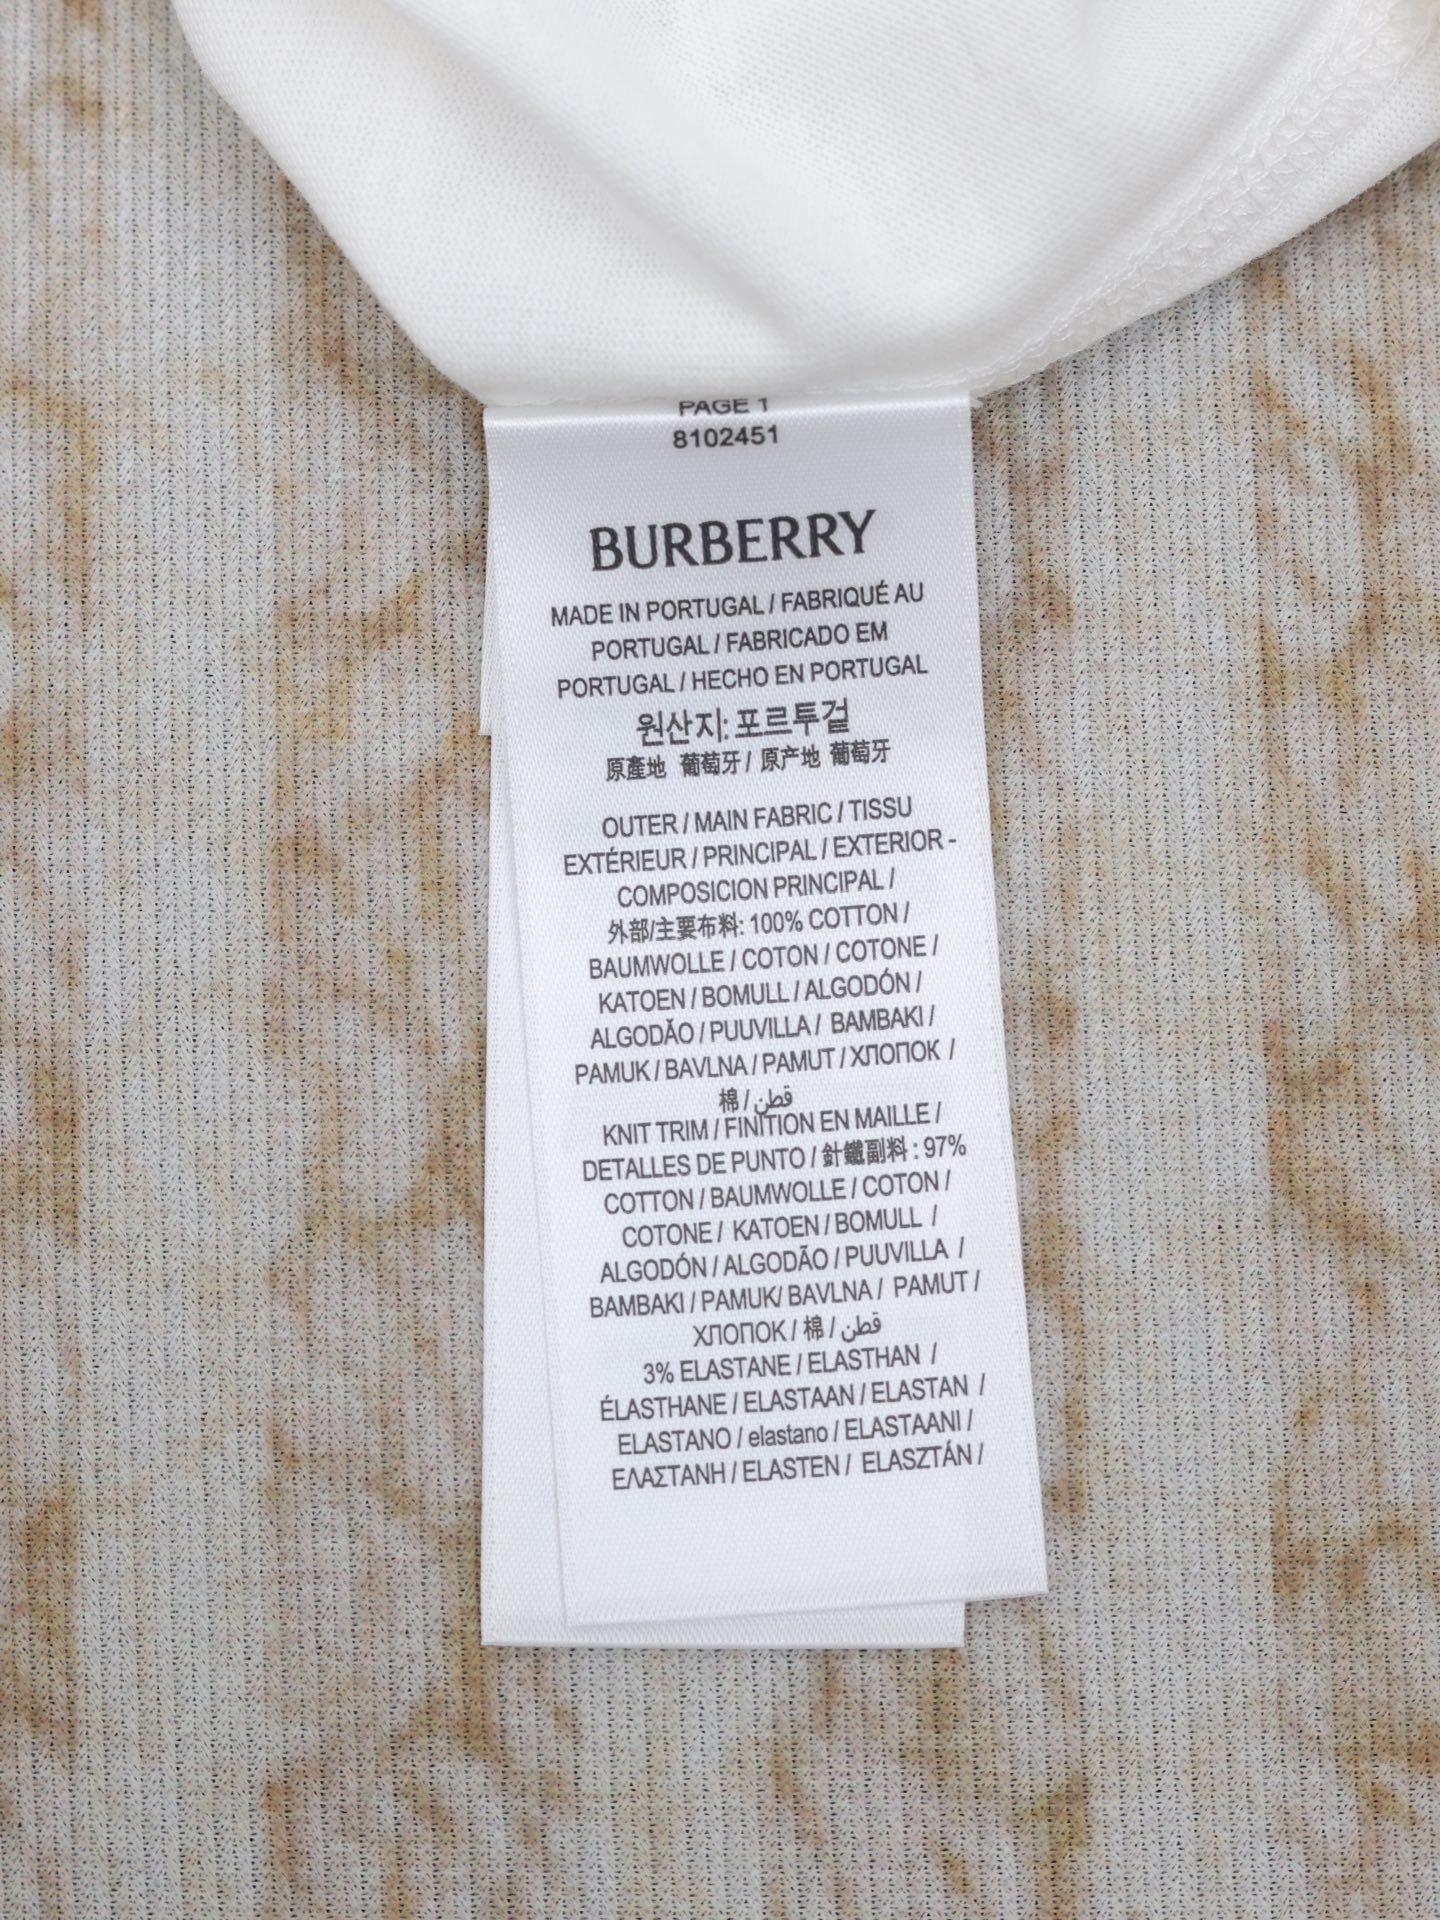 PAGE 1
8102451
BURBERRY
MADE IN PORTUGAL / FABRIQUÉ AU
PORTUGAL / FABRICADO EM
PORTUGAL / HECHO EN PORTUGAL
원산지: 포르투겉
原產地 葡萄牙 / 原产地 葡萄牙
OUTER / MAIN FABRIC / TISSU
EXTÉRIEUR / PRINCIPAL / EXTERIOR -
COMPOSICION PRINCIPAL /
外部/主要布料: 100% COTTON /
BAUMWOLLE / COTON / COTONE /
KATOEN / BOMULL / ALGODÓN /
ALGODÃO / PUUVILLA / BAMBAKI /
PAMUK / BAVLNA / PAMUT / ХЛОПОК /
棉 / قطن
KNIT TRIM / FINITION EN MAILLE /
DETALLES DE PUNTO / 針鐵副料 : 97%
COTTON / BAUMWOLLE / COTON /
COTONE / KATOEN / BOMULL /
ALGODÓN / ALGODÃO / PUUVILLA /
BAMBAKI / PAMUK/ BAVLNA / PAMUT /
ХЛОПОК / 棉 / قطن
3% ELASTANE / ELASTHAN /
ÉLASTHANE / ELASTAAN / ELASTAN /
ELASTANO / elastano / ELASTAANI /
ΕΛΑΣΤΑΝΗ / ELASTEN / ELASZTÁN /